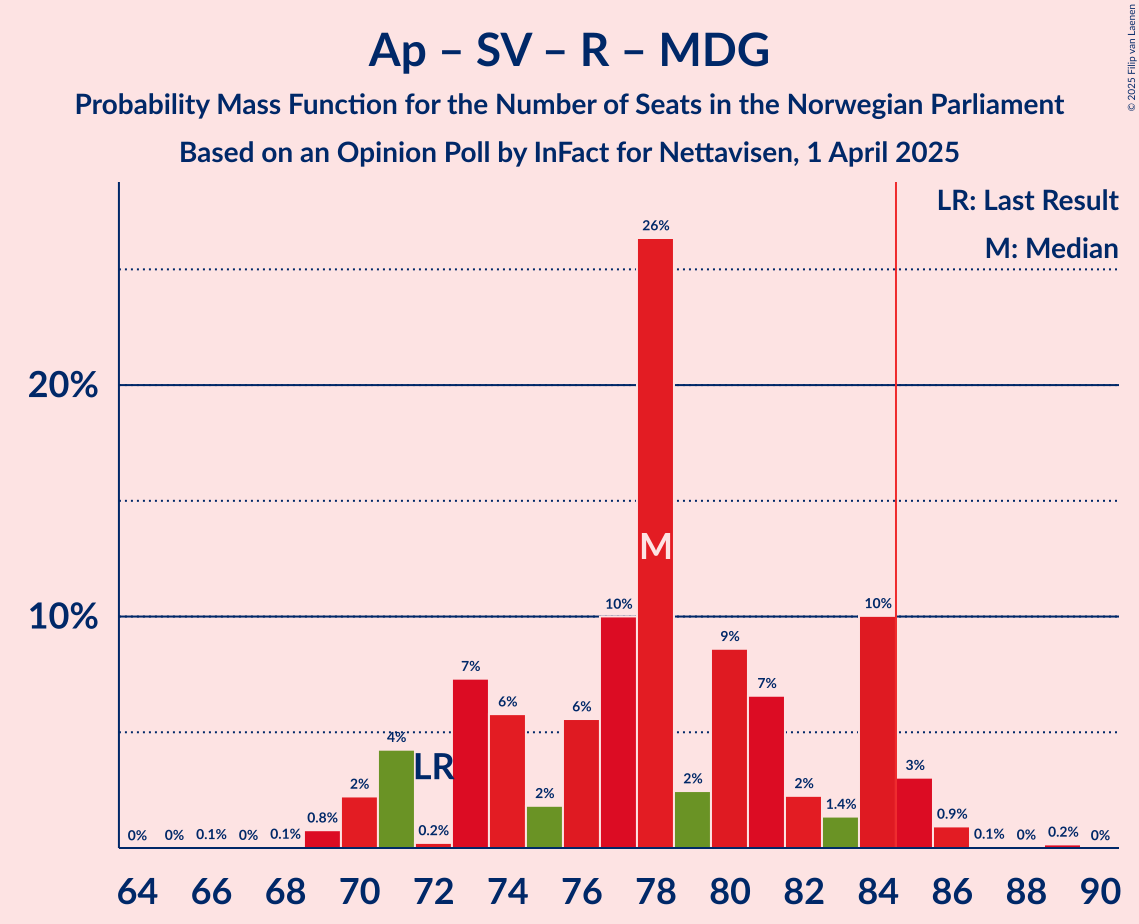 Ap – SV – R – MDG
Probability Mass Function for the Number of Seats in the Norwegian Parliament
Based on an Opinion Poll by InFact for Nettavisen, 1 April 2025
© 2025 Filip van Laenen
LR: Last Result
M: Median
20%
10%
0% 0% 0.1% 0% 0.1% 0.8% 2% 4% 0.2% 7% 6% 2% 6% 10% 26% 2% 9% 7% 2% 1.4% 10% 3% 0.9% 0.1% 0% 0.2% 0%
LR
M
64 66 68 70 72 74 76 78 80 82 84 86 88 90